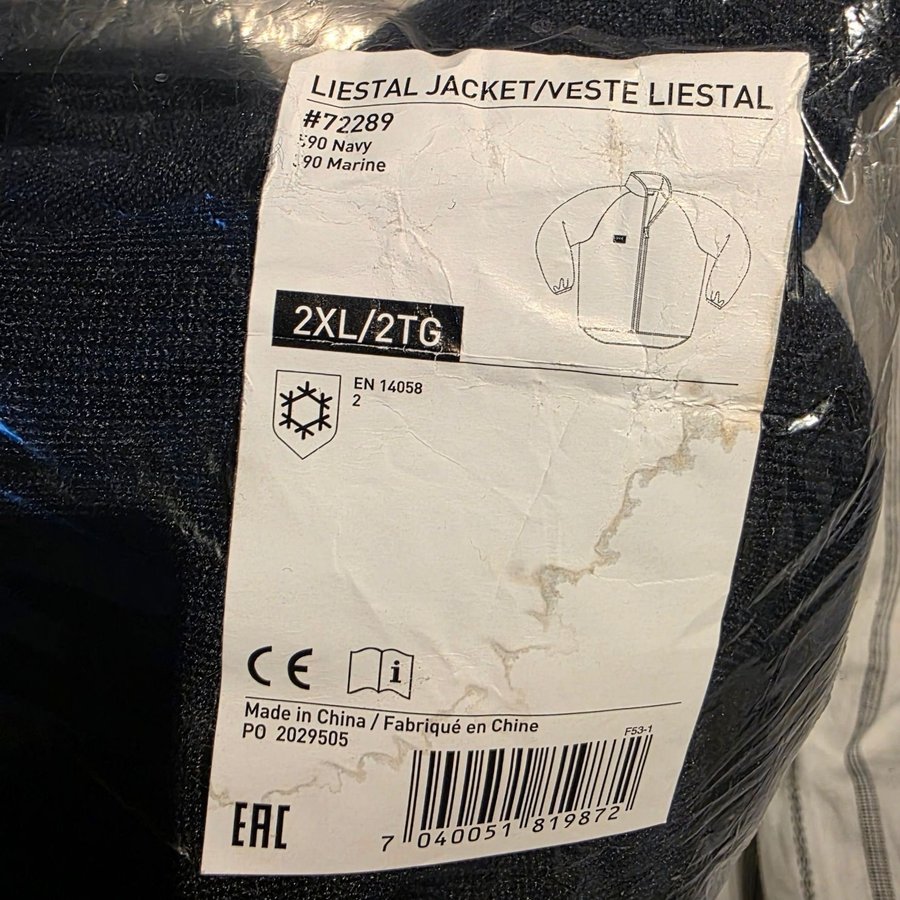 LIESTAL JACKET/VESTE LIESTAL
#72289
590 Navy
Marine
2XL/2TG
EN 14058
2
CE
i
Made in China / Fabriqué en Chine
PO 2029505
F53-1
EAC
7 040051 819872